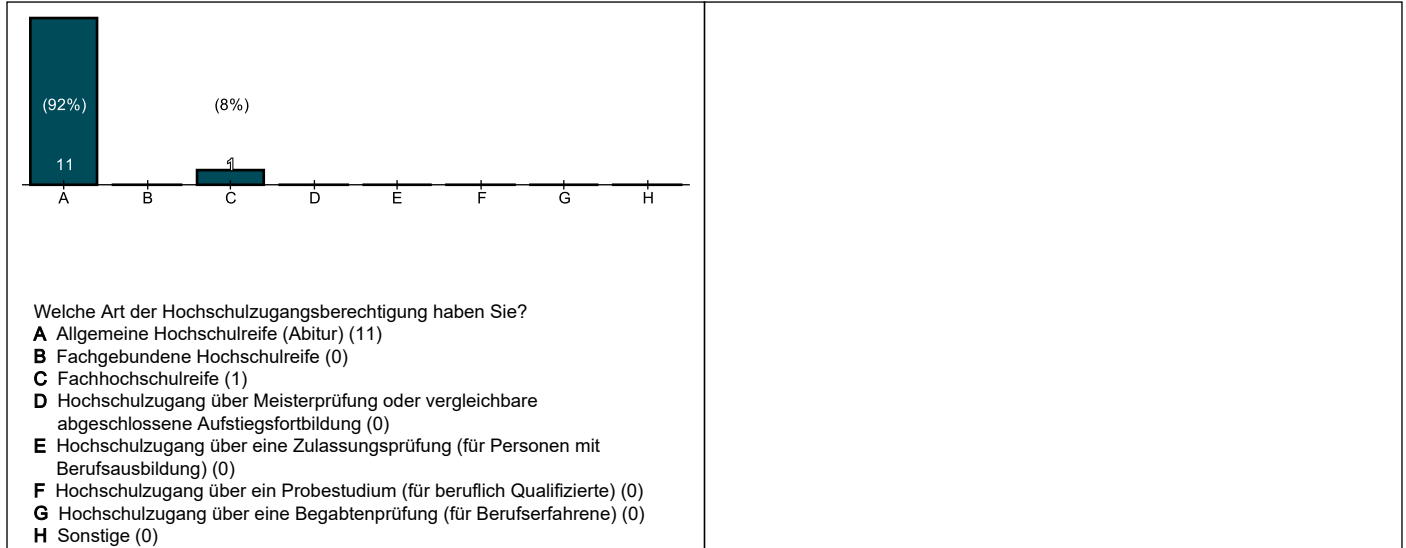 (92%) (8%)
11 1
A B C D E F G H
Welche Art der Hochschulzugangsberechtigung haben Sie?
A Allgemeine Hochschulreife (Abitur) (11)
B Fachgebundene Hochschulreife (0)
C Fachhochschulreife (1)
D Hochschulzugang über Meisterprüfung oder vergleichbare
abgeschlossene Aufstiegsfortbildung (0)
E Hochschulzugang über eine Zulassungsprüfung (für Personen mit
Berufsausbildung) (0)
F Hochschulzugang über ein Probestudium (für beruflich Qualifizierte) (0)
G Hochschulzugang über eine Begabtenprüfung (für Berufserfahrene) (0)
H Sonstige (0)